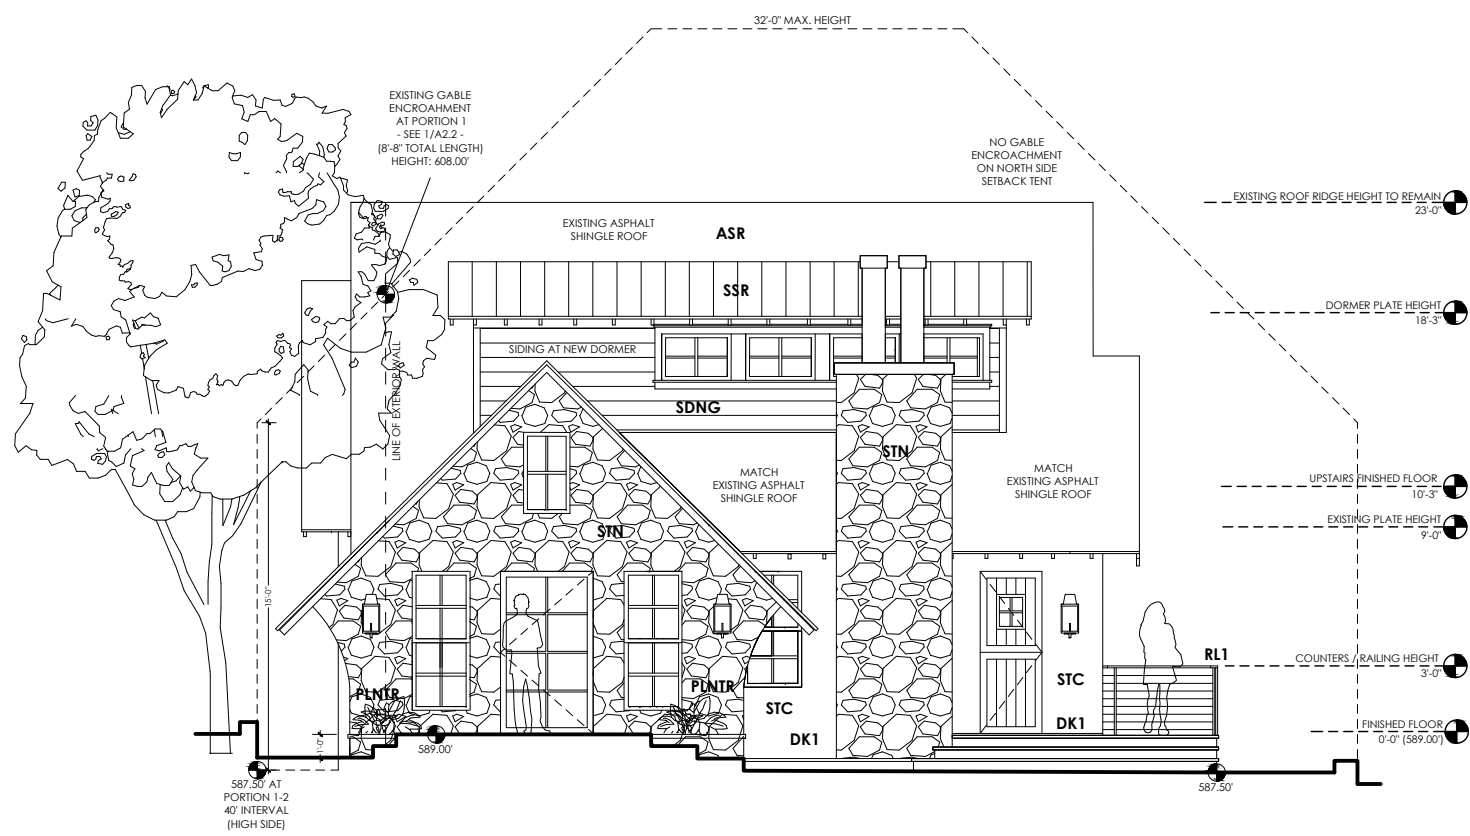 32'-0" MAX. HEIGHT
EXISTING GABLE
ENCROAHMENT
AT PORTION 1
- SEE 1/A2.2 -
(8'-8" TOTAL LENGTH)
HEIGHT: 608.00'
NO GABLE
ENCROACHMENT
ON NORTH SIDE
SETBACK TENT
EXISTING ROOF RIDGE HEIGHT TO REMAIN
23'-0"
EXISTING ASPHALT
SHINGLE ROOF
ASR
SSR
DORMER PLATE HEIGHT
18'-3"
SIDING AT NEW DORMER
LINE OF EXTERIOR WALL
SDNG
STN
MATCH
EXISTING ASPHALT
SHINGLE ROOF
MATCH
EXISTING ASPHALT
SHINGLE ROOF
UPSTAIRS FINISHED FLOOR
10'-3"
EXISTING PLATE HEIGHT
9'-0"
STN
15'-0"
RL1
COUNTERS / RAILING HEIGHT
3'-0"
PLNTR
PLNTR
STC
STC
DK1
DK1
FINISHED FLOOR
0'-0" (589.00')
1'-0"
589.00'
587.50' AT
PORTION 1-2
40' INTERVAL
(HIGH SIDE)
587.50'